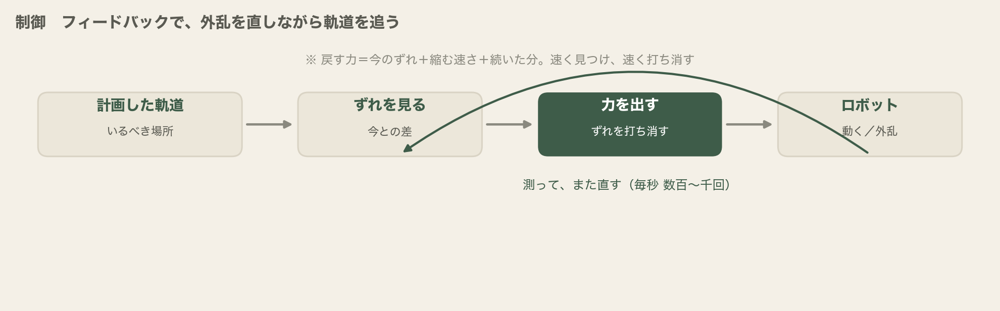 制御　フィードバックで、外乱を直しながら軌道を追う
※ 戻す力＝今のずれ＋縮む速さ＋続いた分。速く見つけ、速く打ち消す
計画した軌道
いるべき場所
ずれを見る
今との差
力を出す
ずれを打ち消す
ロボット
動く／外乱
測って、また直す（毎秒 数百〜千回）